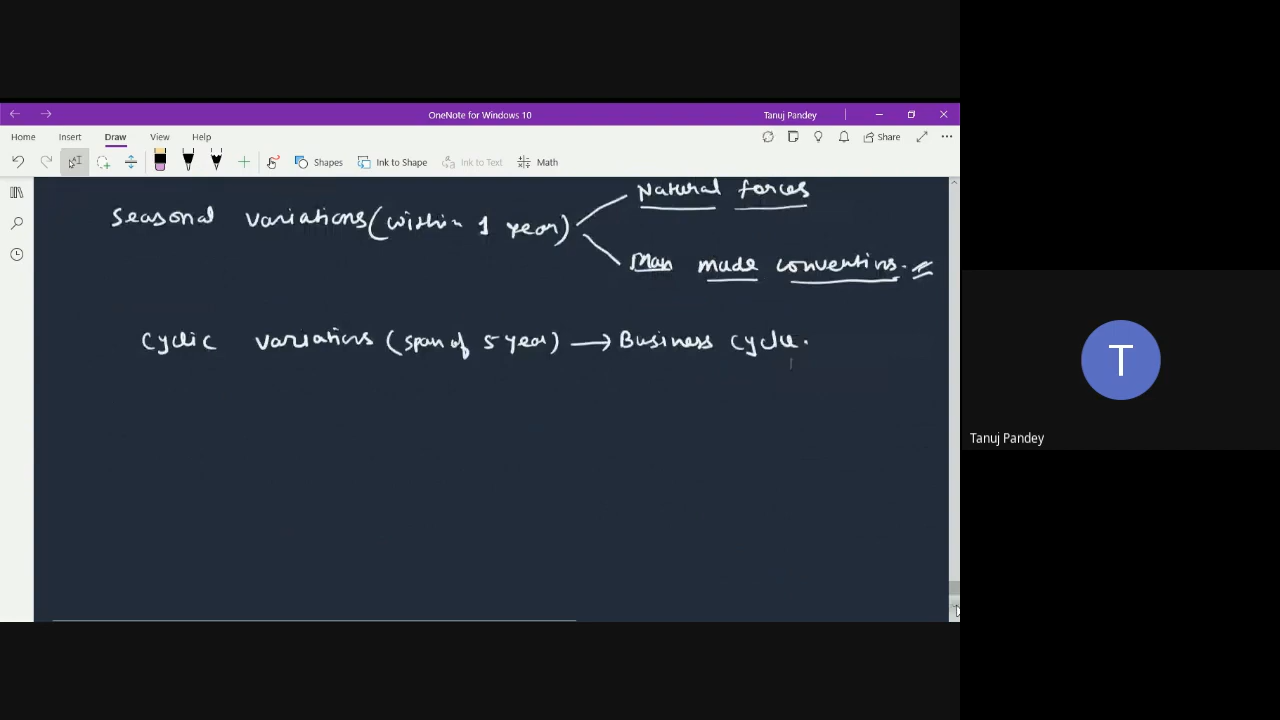 OneNote for Windows 10
Tanuj Pandey
Home Insert Draw View Help
Share
Shapes Ink to Shape Ink to Text Math
Natural forces
Seasonal variations (within 1 year)
Man made conventins.
Cyclic variations (span of 5 year) → Business cycle.
T
Tanuj Pandey